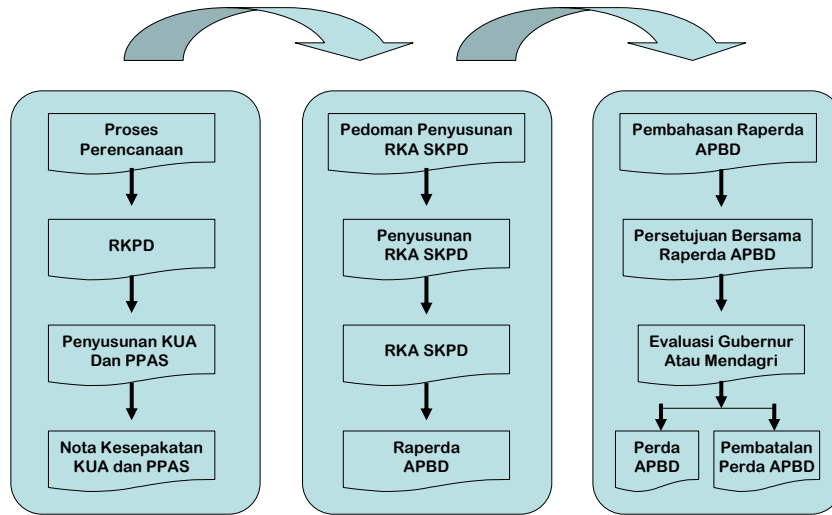 Proses
Perencanaan
RKPD
Penyusunan KUA
Dan PPAS
Nota Kesepakatan
KUA dan PPAS
Pedoman Penyusunan
RKA SKPD
Penyusunan
RKA SKPD
RKA SKPD
Raperda
APBD
Pembahasan Raperda
APBD
Persetujuan Bersama
Raperda APBD
Evaluasi Gubernur
Atau Mendagri
Perda
APBD
Pembatalan
Perda APBD